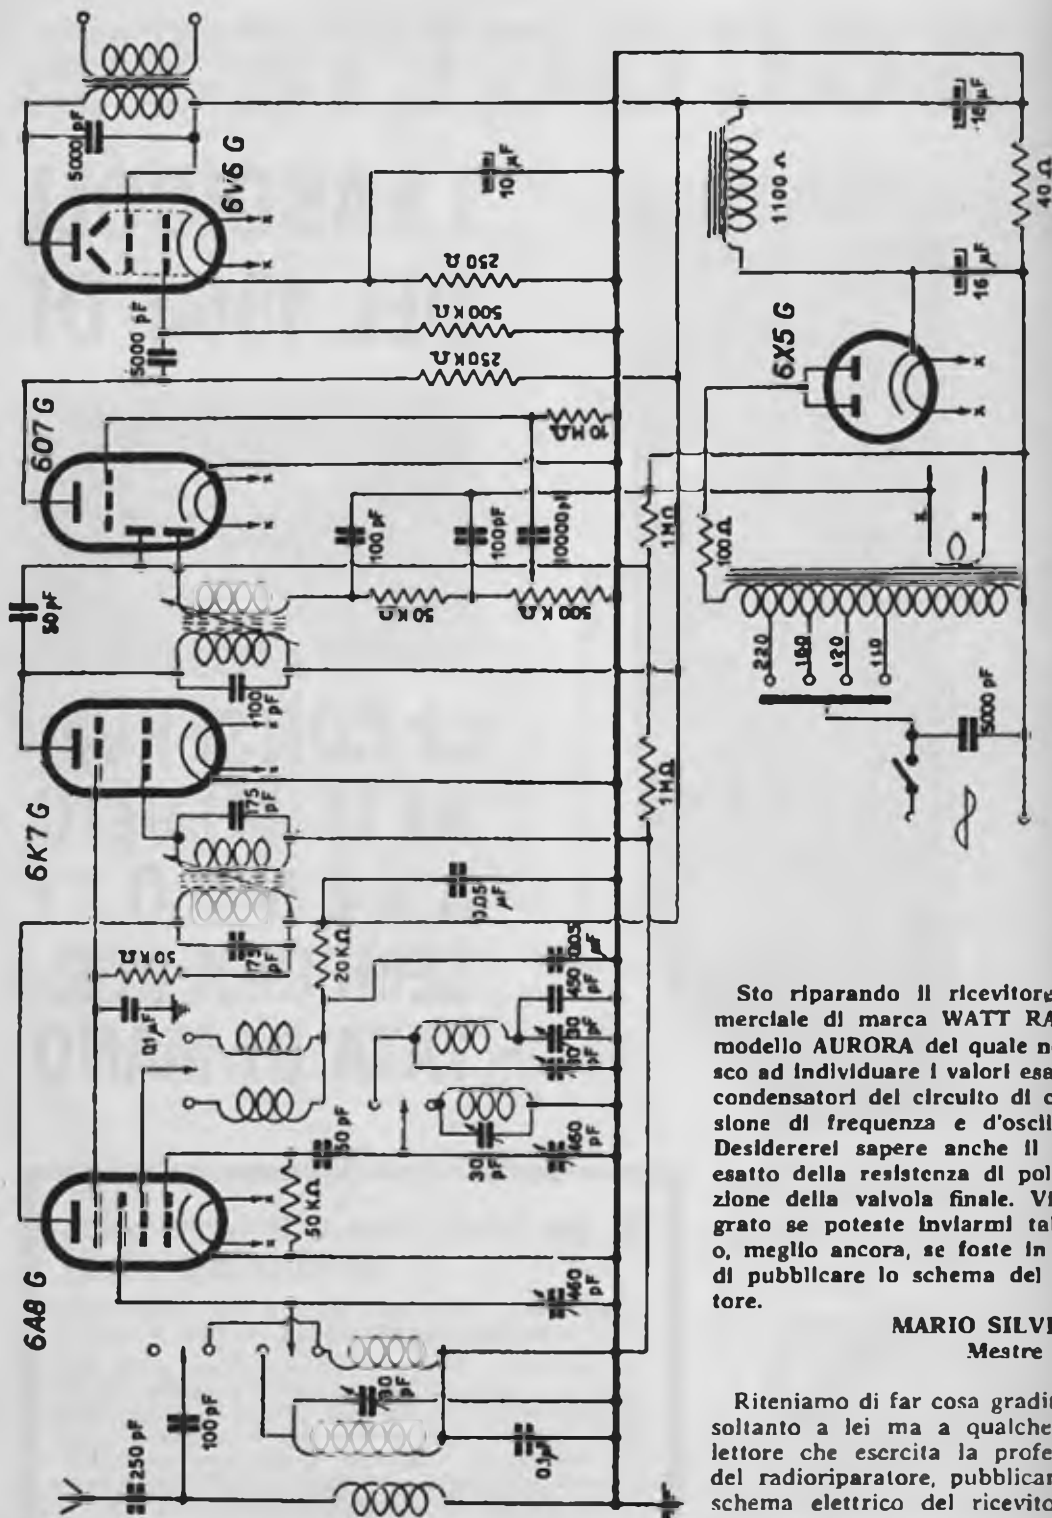 5000 pF
6V6 G
10 µF
250 Ω
500 KΩ
250 KΩ
5000 pF
6Q7 G
10 MΩ
100 pF
100 pF
10000 pF
50 KΩ
500 KΩ
50 pF
100 pF
6K7 G
175 pF
175 pF
0.05 µF
20 KΩ
50 KΩ
0,1 µF
50 pF
50 KΩ
450 pF
30 pF
30 pF
460 pF
460 pF
6A8 G
100 pF
250 pF
0.1 µF
1 MΩ
1 MΩ
100 Ω
16 µF
16 µF
40 Ω
1100 Ω
6X5 G
x
x
220
160
120
110
5000 pF
Sto riparando il ricevitore
merciale di marca WATT RA
modello AURORA del quale n
sco ad individuare i valori esa
condensatori del circuito di c
sione di frequenza e d'oscil
Desidererei sapere anche il
esatto della resistenza di pol
zione della valvola finale. Vi
grato se poteste inviarmi tal
o, meglio ancora, se foste in
di pubblicare lo schema del
tore.
MARIO SILVE
Mestre
Riteniamo di far cosa gradit
soltanto a lei ma a qualche
lettore che esercita la profe
del radioriparatore, pubblicar
schema elettrico del ricevito